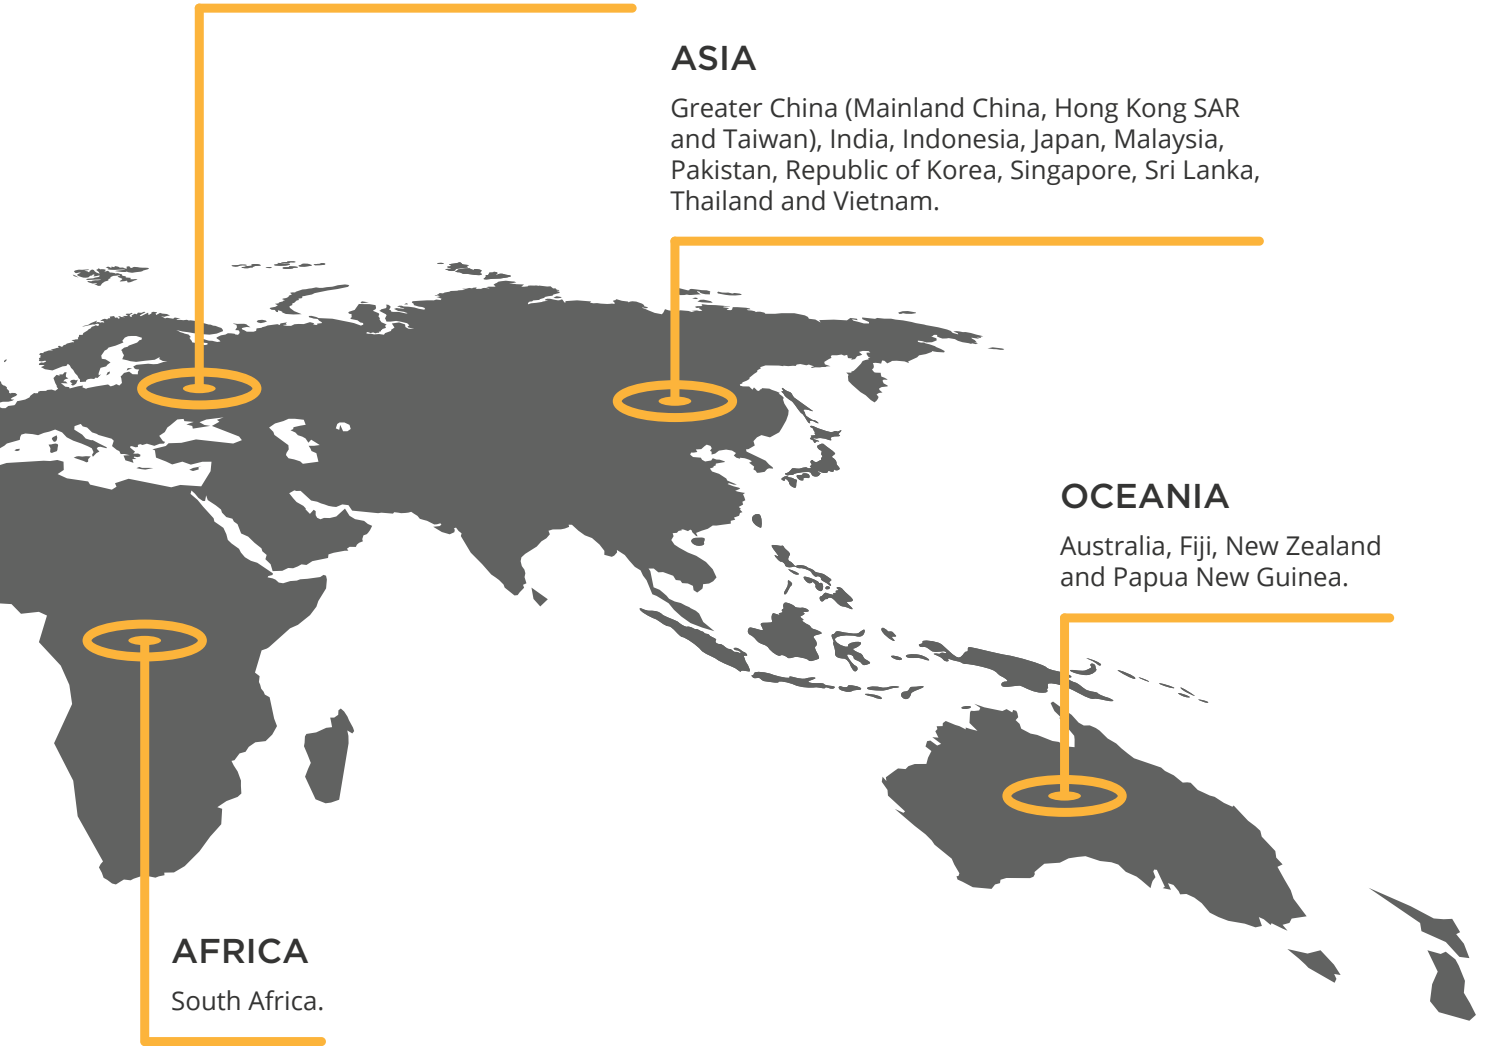 ASIA
Greater China (Mainland China, Hong Kong SAR
and Taiwan), India, Indonesia, Japan, Malaysia,
Pakistan, Republic of Korea, Singapore, Sri Lanka,
Thailand and Vietnam.
OCEANIA
Australia, Fiji, New Zealand
and Papua New Guinea.
AFRICA
South Africa.